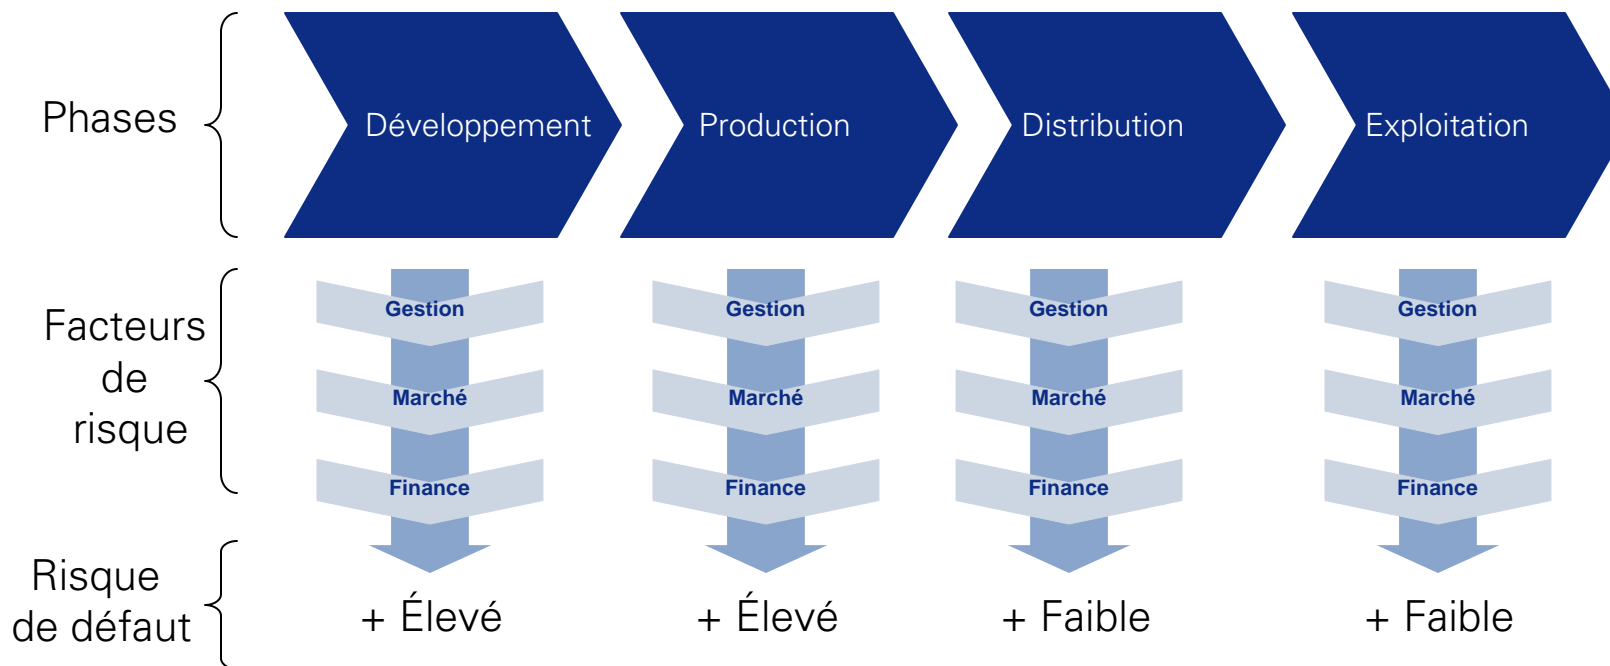 Phases
Développement
Production
Distribution
Exploitation
Facteurs
de
risque
Gestion
Gestion
Gestion
Gestion
Marché
Marché
Marché
Marché
Finance
Finance
Finance
Finance
Risque
de défaut
+ Élevé
+ Élevé
+ Faible
+ Faible